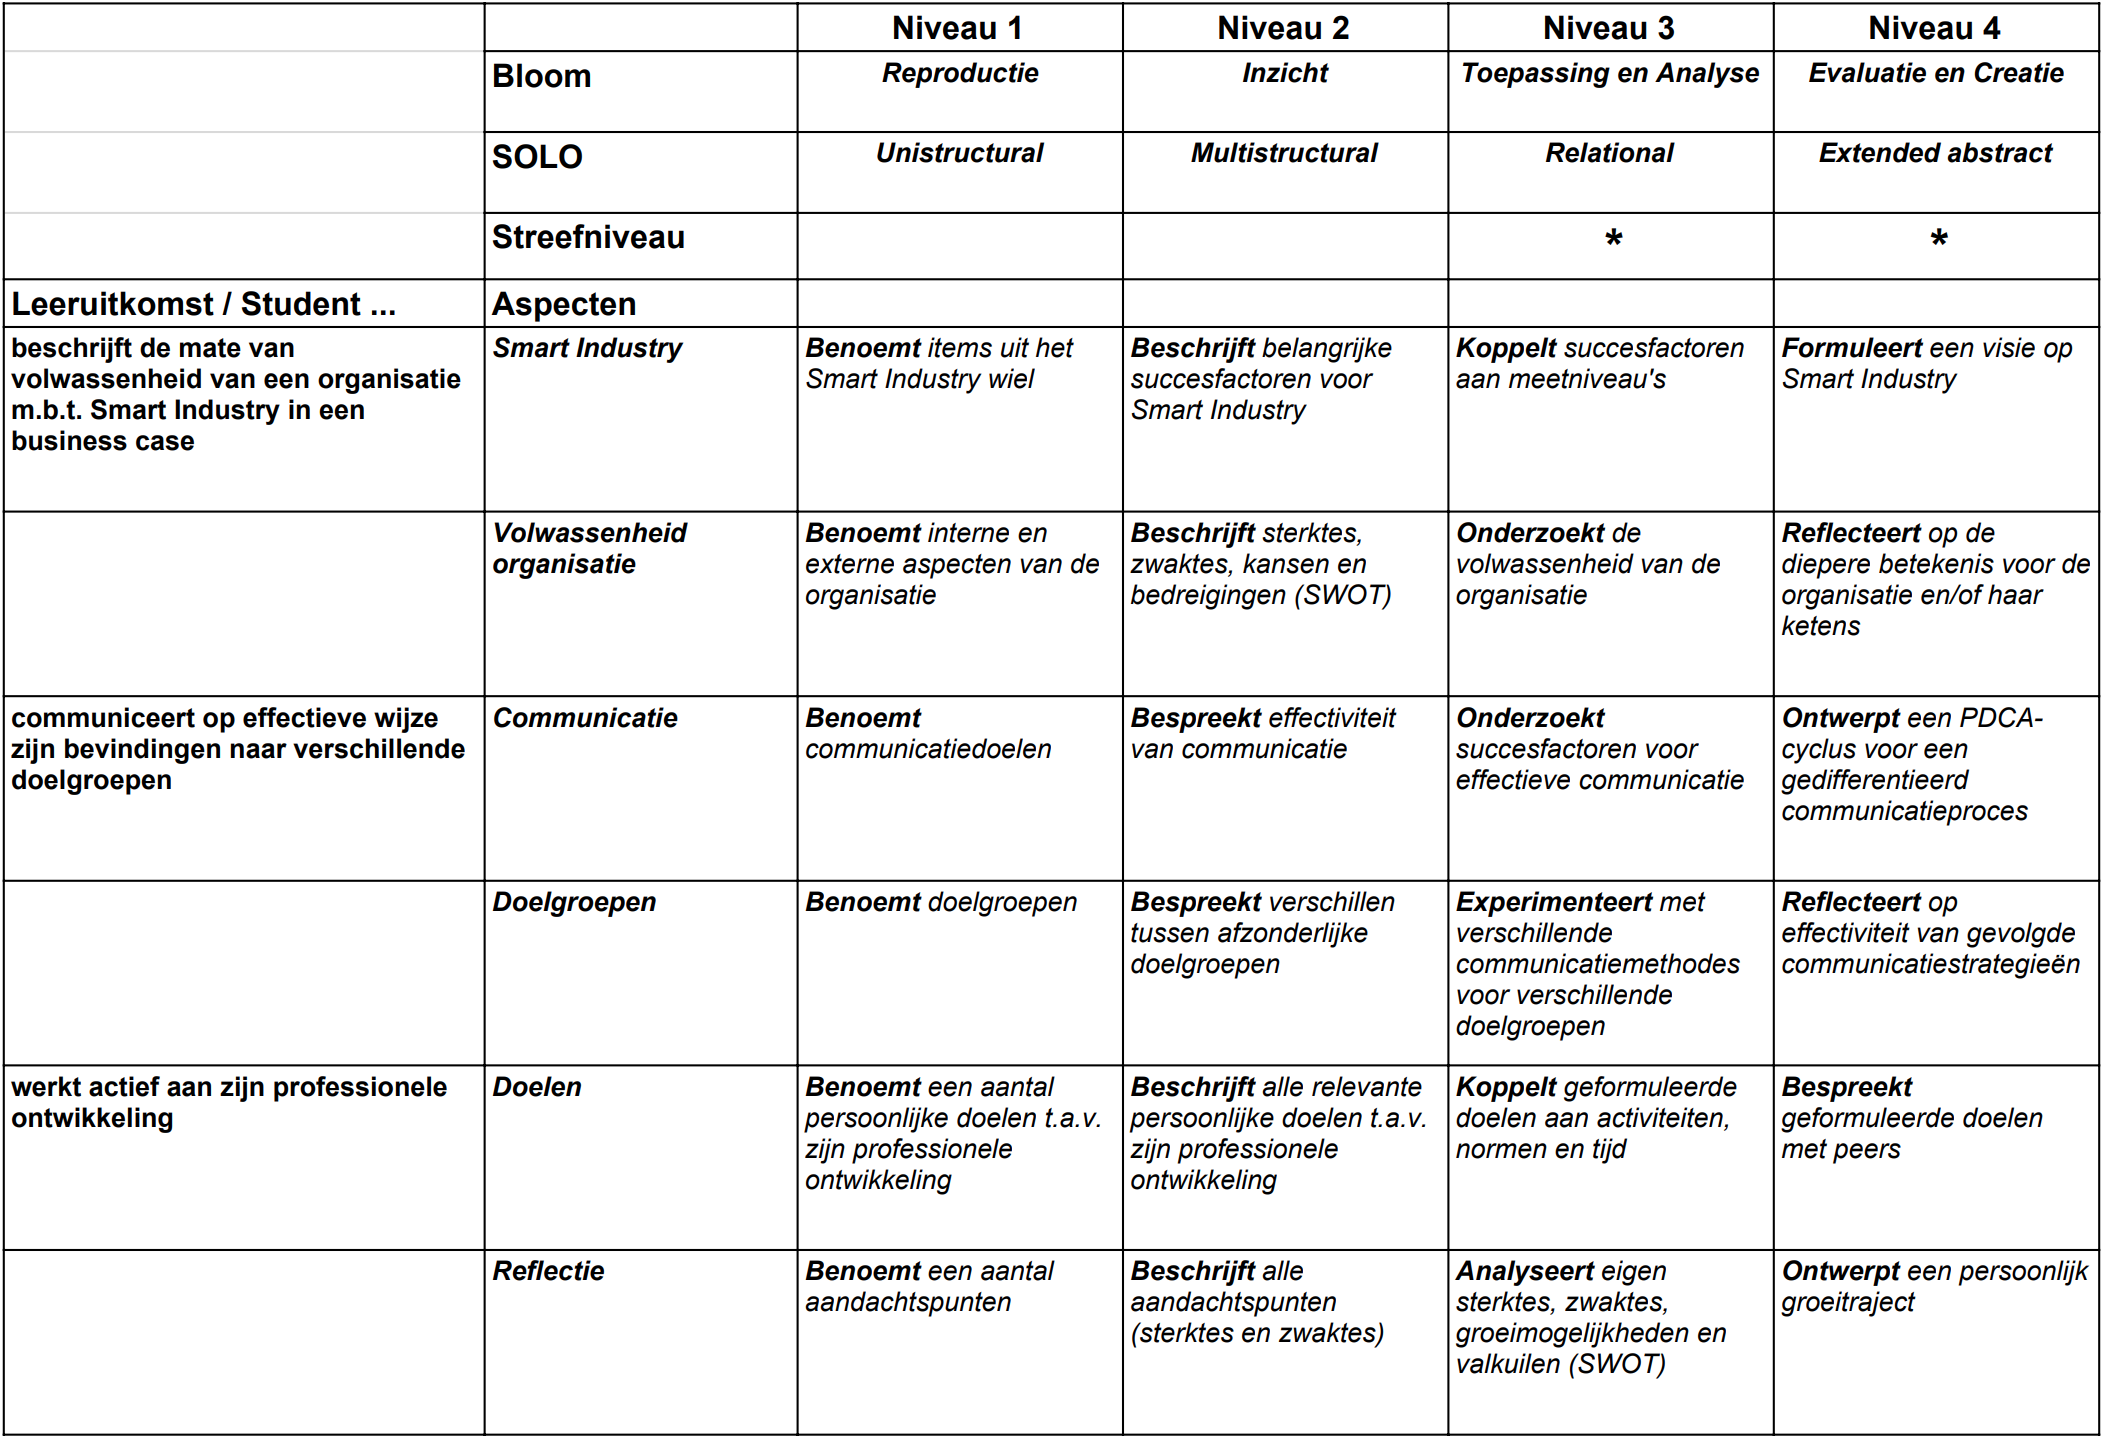 Niveau 1
Niveau 2
Niveau 3
Niveau 4
Bloom
Reproductie
Inzicht
Toepassing en Analyse
Evaluatie en Creatie
SOLO
Unistructural
Multistructural
Relational
Extended abstract
Streefniveau
*
*
Leeruitkomst / Student ...
Aspecten
beschrijft de mate van
volwassenheid van een organisatie
m.b.t. Smart Industry in een
business case
Smart Industry
Benoemt items uit het
Smart Industry wiel
Beschrijft belangrijke
succesfactoren voor
Smart Industry
Koppelt succesfactoren
aan meetniveau's
Formuleert een visie op
Smart Industry
Volwassenheid
organisatie
Benoemt interne en
externe aspecten van de
organisatie
Beschrijft sterktes,
zwaktes, kansen en
bedreigingen (SWOT)
Onderzoekt de
volwassenheid van de
organisatie
Reflecteert op de
diepere betekenis voor de
organisatie en/of haar
ketens
communiceert op effectieve wijze
zijn bevindingen naar verschillende
doelgroepen
Communicatie
Benoemt
communicatiedoelen
Bespreekt effectiviteit
van communicatie
Onderzoekt
succesfactoren voor
effectieve communicatie
Ontwerpt een PDCA-
cyclus voor een
gedifferentieerd
communicatieproces
Doelgroepen
Benoemt doelgroepen
Bespreekt verschillen
tussen afzonderlijke
doelgroepen
Experimenteert met
verschillende
communicatiemethodes
voor verschillende
doelgroepen
Reflecteert op
effectiviteit van gevolgde
communicatiestrategieën
werkt actief aan zijn professionele
ontwikkeling
Doelen
Benoemt een aantal
persoonlijke doelen t.a.v.
zijn professionele
ontwikkeling
Beschrijft alle relevante
persoonlijke doelen t.a.v.
zijn professionele
ontwikkeling
Koppelt geformuleerde
doelen aan activiteiten,
normen en tijd
Bespreekt
geformuleerde doelen
met peers
Reflectie
Benoemt een aantal
aandachtspunten
Beschrijft alle
aandachtspunten
(sterktes en zwaktes)
Analyseert eigen
sterktes, zwaktes,
groeimogelijkheden en
valkuilen (SWOT)
Ontwerpt een persoonlijk
groeitraject